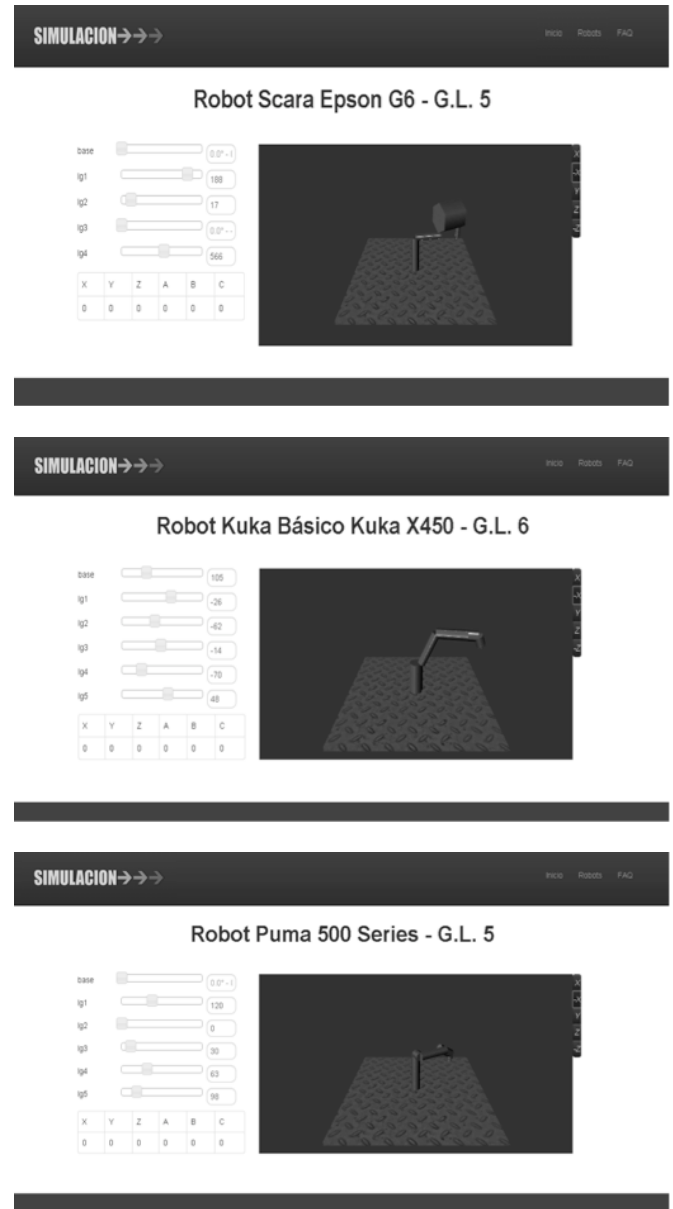 SIMULACION→→→ Inicio Robots FAQ
Robot Scara Epson G6 - G.L. 5
base
lg1 188
lg2 17
lg3
lg4 566
X Y Z A B C
0 0 0 0 0 0
SIMULACION→→→ Inicio Robots FAQ
Robot Kuka Básico Kuka X450 - G.L. 6
base 105
lg1 -26
lg2 -62
lg3 -14
lg4 -70
lg5 48
X Y Z A B C
0 0 0 0 0 0
SIMULACION→→→ Inicio Robots FAQ
Robot Puma 500 Series - G.L. 5
base
lg1 120
lg2 0
lg3 30
lg4 63
lg5 98
X Y Z A B C
0 0 0 0 0 0